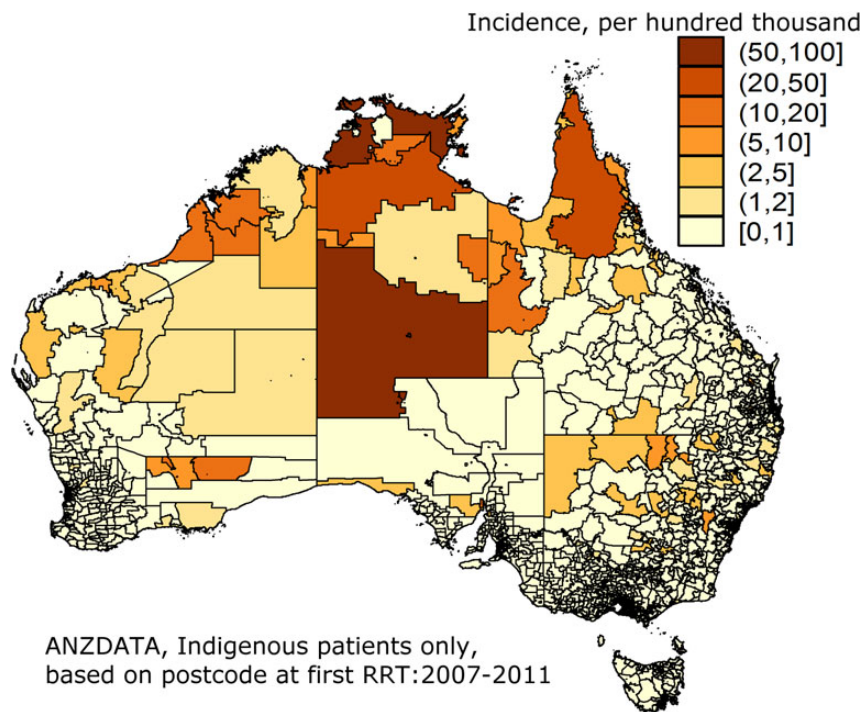 Incidence, per hundred thousand
(50,100]
(20,50]
(10,20]
(5,10]
(2,5]
(1,2]
[0,1]
ANZDATA, Indigenous patients only,
based on postcode at first RRT:2007-2011